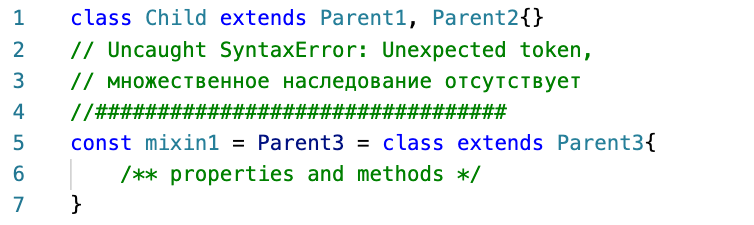 1 class Child extends Parent1, Parent2{}
2 // Uncaught SyntaxError: Unexpected token,
3 // множественное наследование отсутствует
4 //#################################
5 const mixin1 = Parent3 = class extends Parent3{
6 /** properties and methods */
7 }